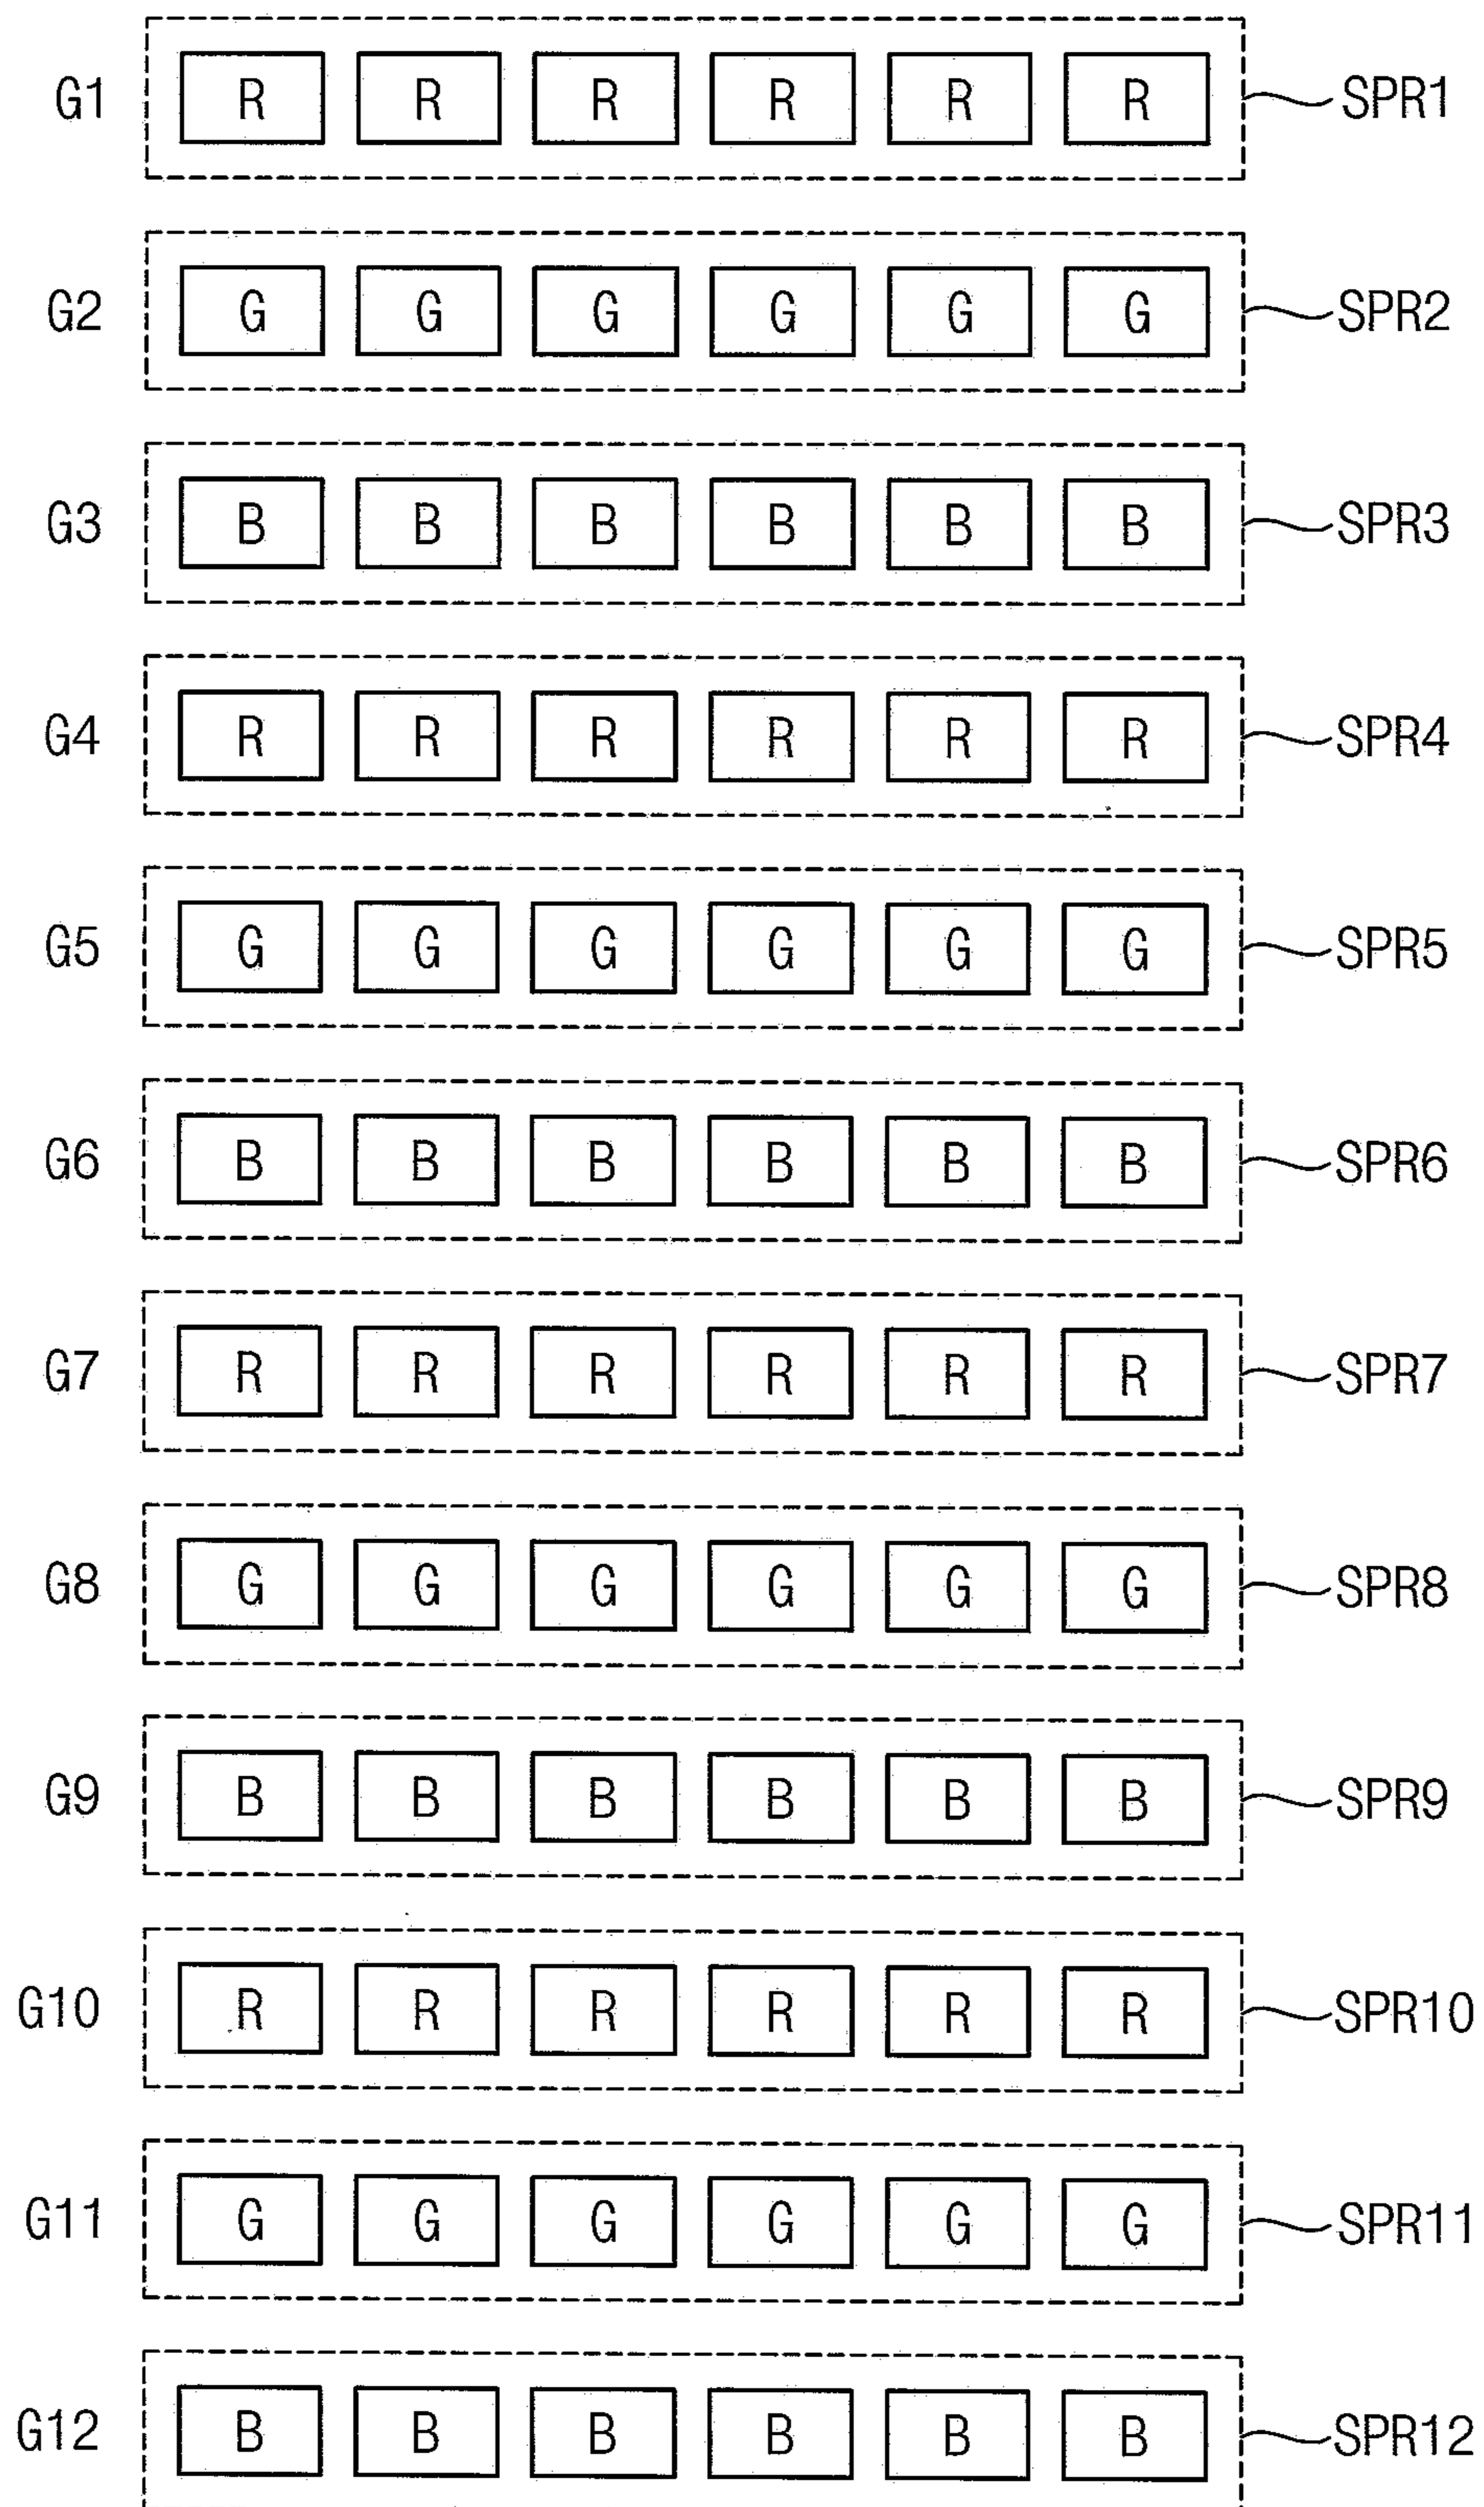 G1 R R R R R R SPR1
G2 G G G G G G SPR2
G3 B B B B B B SPR3
G4 R R R R R R SPR4
G5 G G G G G G SPR5
G6 B B B B B B SPR6
G7 R R R R R R SPR7
G8 G G G G G G SPR8
G9 B B B B B B SPR9
G10 R R R R R R SPR10
G11 G G G G G G SPR11
G12 B B B B B B SPR12